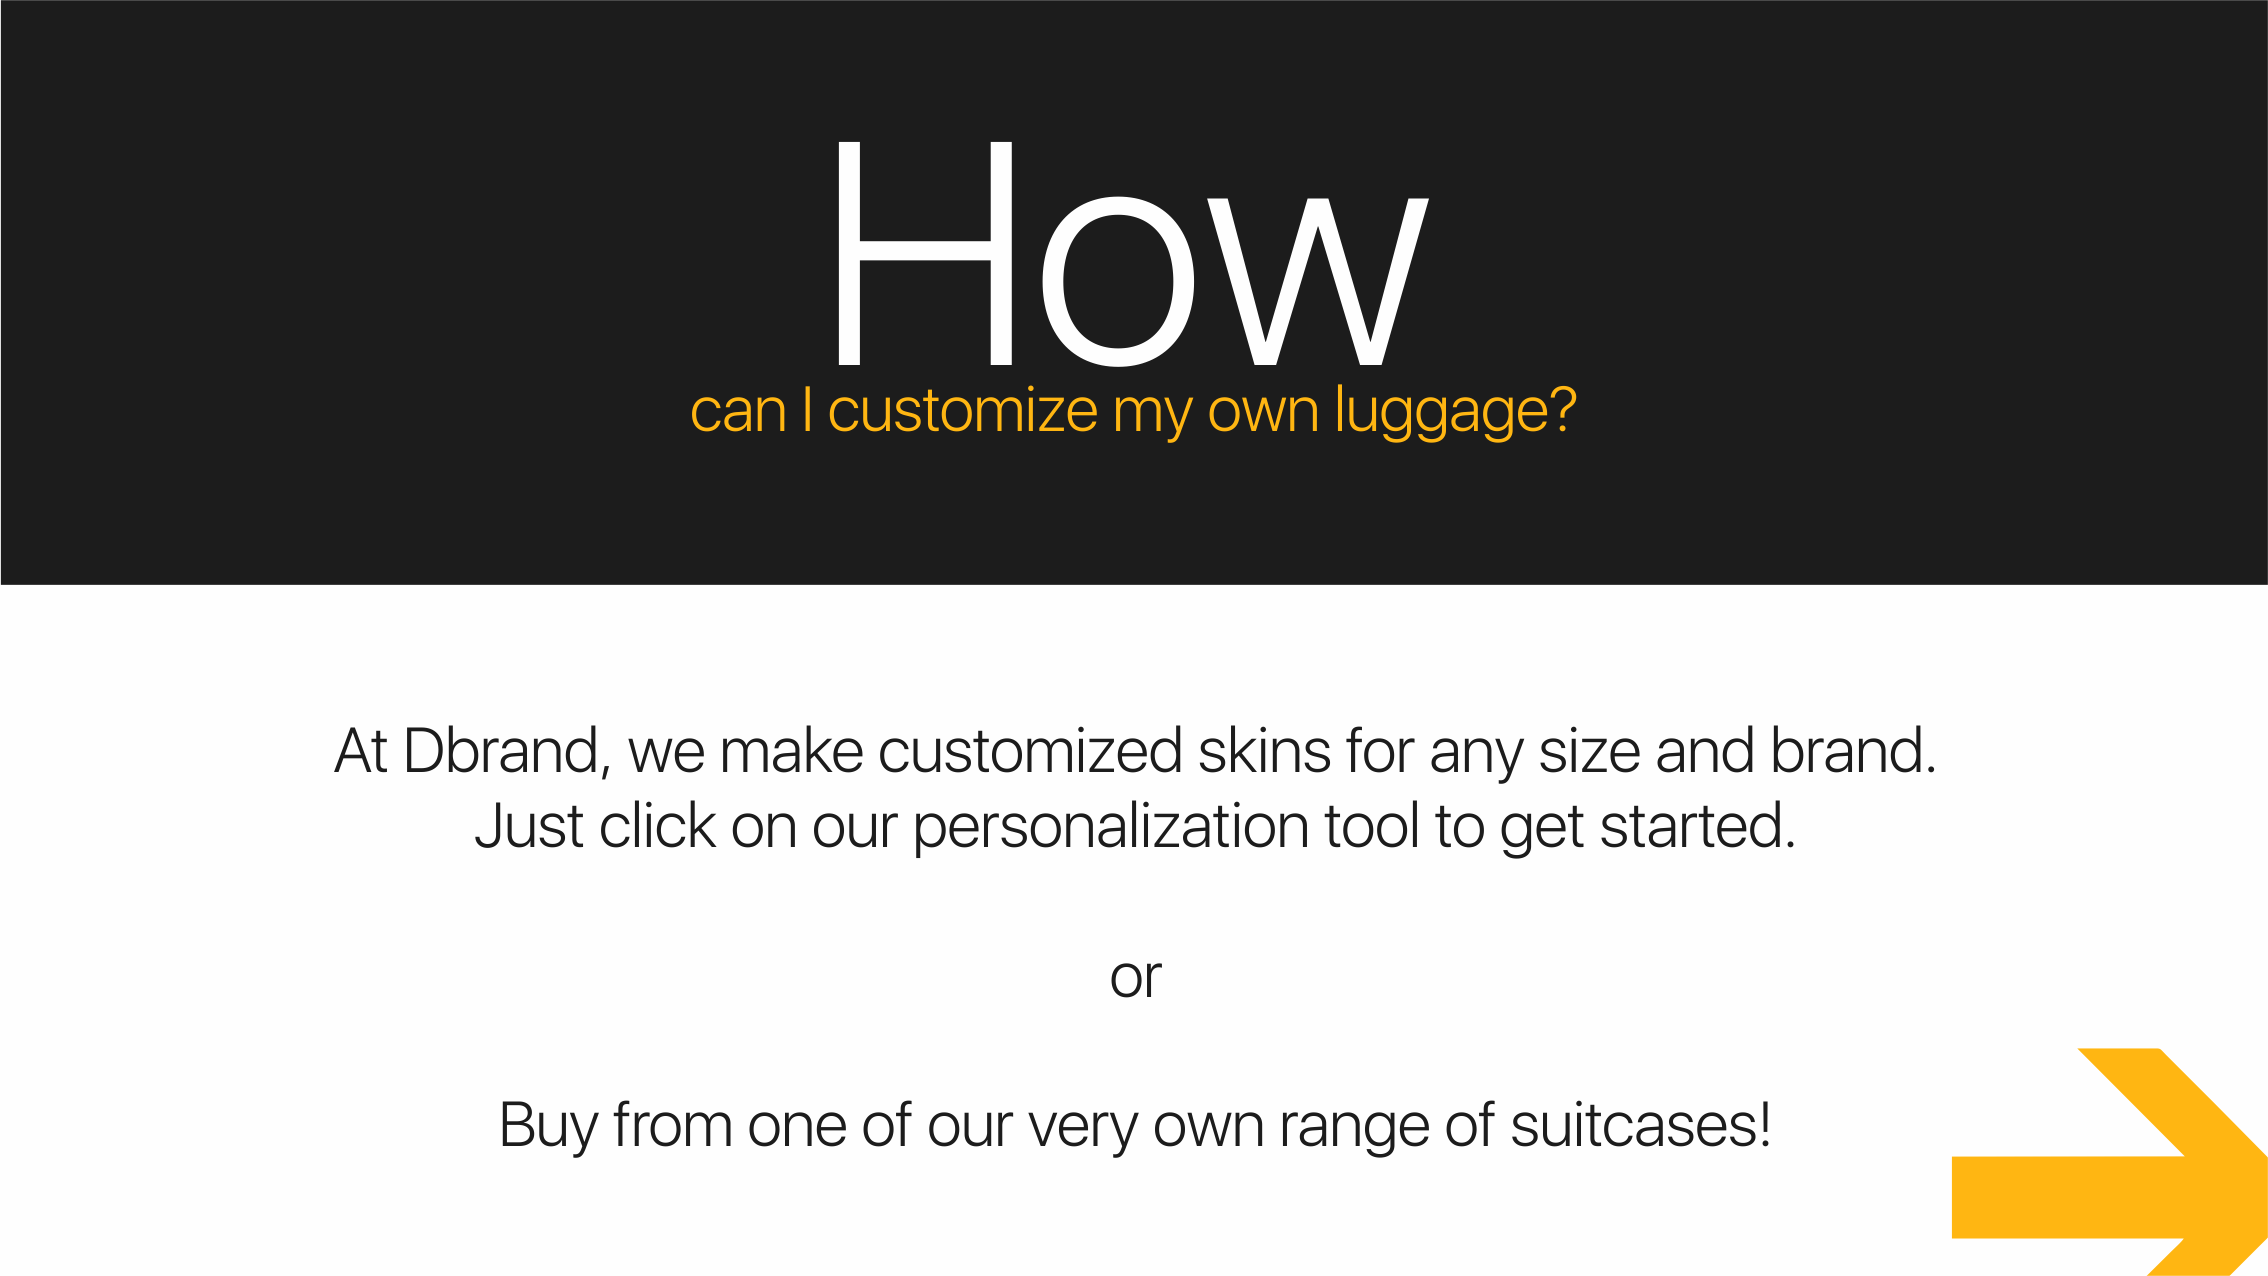 How
can I customize my own luggage?
At Dbrand, we make customized skins for any size and brand.
Just click on our personalization tool to get started.
or
Buy from one of our very own range of suitcases!